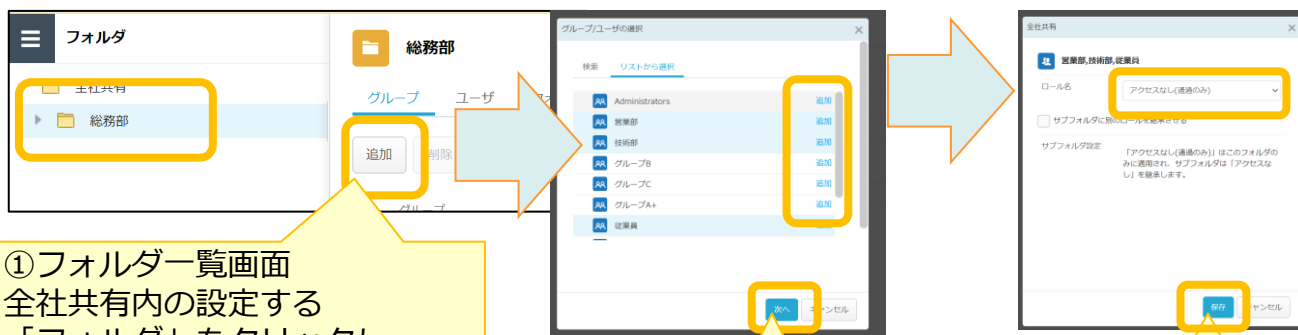 フォルダ
全社共有
総務部
総務部
グループ
ユーザ
追加
削除
グループ
グループ/ユーザの選択
検索
リストから選択
Administrators 追加
営業部 追加
技術部 追加
グループB 追加
グループC 追加
グループA+ 追加
従業員
次へ
キャンセル
全社共有
営業部,技術部,従業員
ロール名
アクセスなし(通過のみ)
サブフォルダに別のロールを継承させる
サブフォルダ設定
「アクセスなし(通過のみ)」はこのフォルダの
みに適用され、サブフォルダは「アクセスな
し」を継承します。
保存
キャンセル
①フォルダ一覧画面
全社共有内の設定する
「フォルダ」をクリックし